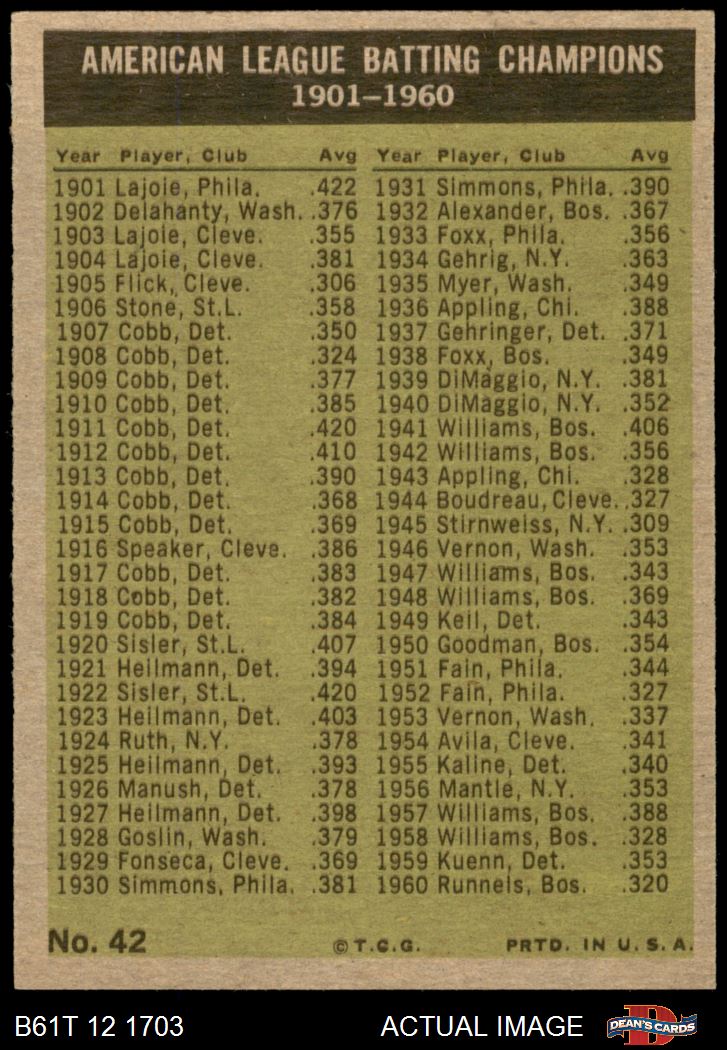 AMERICAN LEAGUE BATTING CHAMPIONS
1901–1960
Year Player, Club Avg Year Player, Club Avg
1901 Lajoie, Phila. .422 1931 Simmons, Phila. .390
1902 Delahanty, Wash. .376 1932 Alexander, Bos. .367
1903 Lajoie, Cleve. .355 1933 Foxx, Phila. .356
1904 Lajoie, Cleve. .381 1934 Gehrig, N.Y. .363
1905 Flick, Cleve. .306 1935 Myer, Wash. .349
1906 Stone, St.L. .358 1936 Appling, Chi. .388
1907 Cobb, Det. .350 1937 Gehringer, Det. .371
1908 Cobb, Det. .324 1938 Foxx, Bos. .349
1909 Cobb, Det. .377 1939 DiMaggio, N.Y. .381
1910 Cobb, Det. .385 1940 DiMaggio, N.Y. .352
1911 Cobb, Det. .420 1941 Williams, Bos. .406
1912 Cobb, Det. .410 1942 Williams, Bos. .356
1913 Cobb, Det. .390 1943 Appling, Chi. .328
1914 Cobb, Det. .368 1944 Boudreau, Cleve. .327
1915 Cobb, Det. .369 1945 Stirnweiss, N.Y. .309
1916 Speaker, Cleve. .386 1946 Vernon, Wash. .353
1917 Cobb, Det. .383 1947 Williams, Bos. .343
1918 Cobb, Det. .382 1948 Williams, Bos. .369
1919 Cobb, Det. .384 1949 Kell, Det. .343
1920 Sisler, St.L. .407 1950 Goodman, Bos. .354
1921 Heilmann, Det. .394 1951 Fain, Phila. .344
1922 Sisler, St.L. .420 1952 Fain, Phila. .327
1923 Heilmann, Det. .403 1953 Vernon, Wash. .337
1924 Ruth, N.Y. .378 1954 Avila, Cleve. .341
1925 Heilmann, Det. .393 1955 Kaline, Det. .340
1926 Manush, Det. .378 1956 Mantle, N.Y. .353
1927 Heilmann, Det. .398 1957 Williams, Bos. .388
1928 Goslin, Wash. .379 1958 Williams, Bos. .328
1929 Fonseca, Cleve. .369 1959 Kuenn, Det. .353
1930 Simmons, Phila. .381 1960 Runnels, Bos. .320
No. 42 © T.C.G. PRTD. IN U.S.A.
B61T 12 1703 ACTUAL IMAGE D DEAN'S CARDS